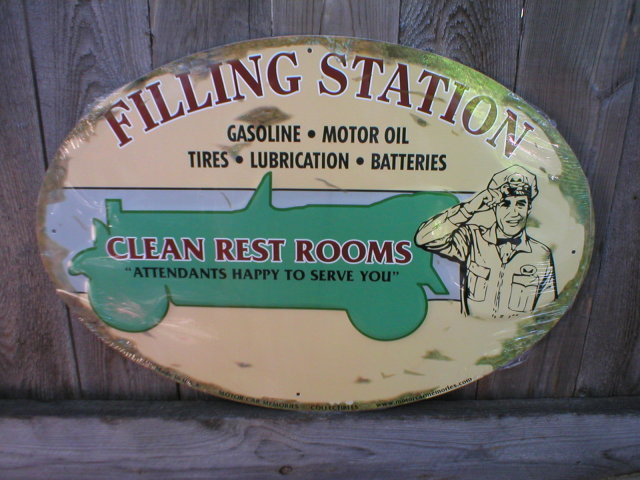 FILLING STATION
GASOLINE • MOTOR OIL
TIRES • LUBRICATION • BATTERIES
CLEAN REST ROOMS
"ATTENDANTS HAPPY TO SERVE YOU"
MOTOR CAR MEMORIES COLLECTIBLES